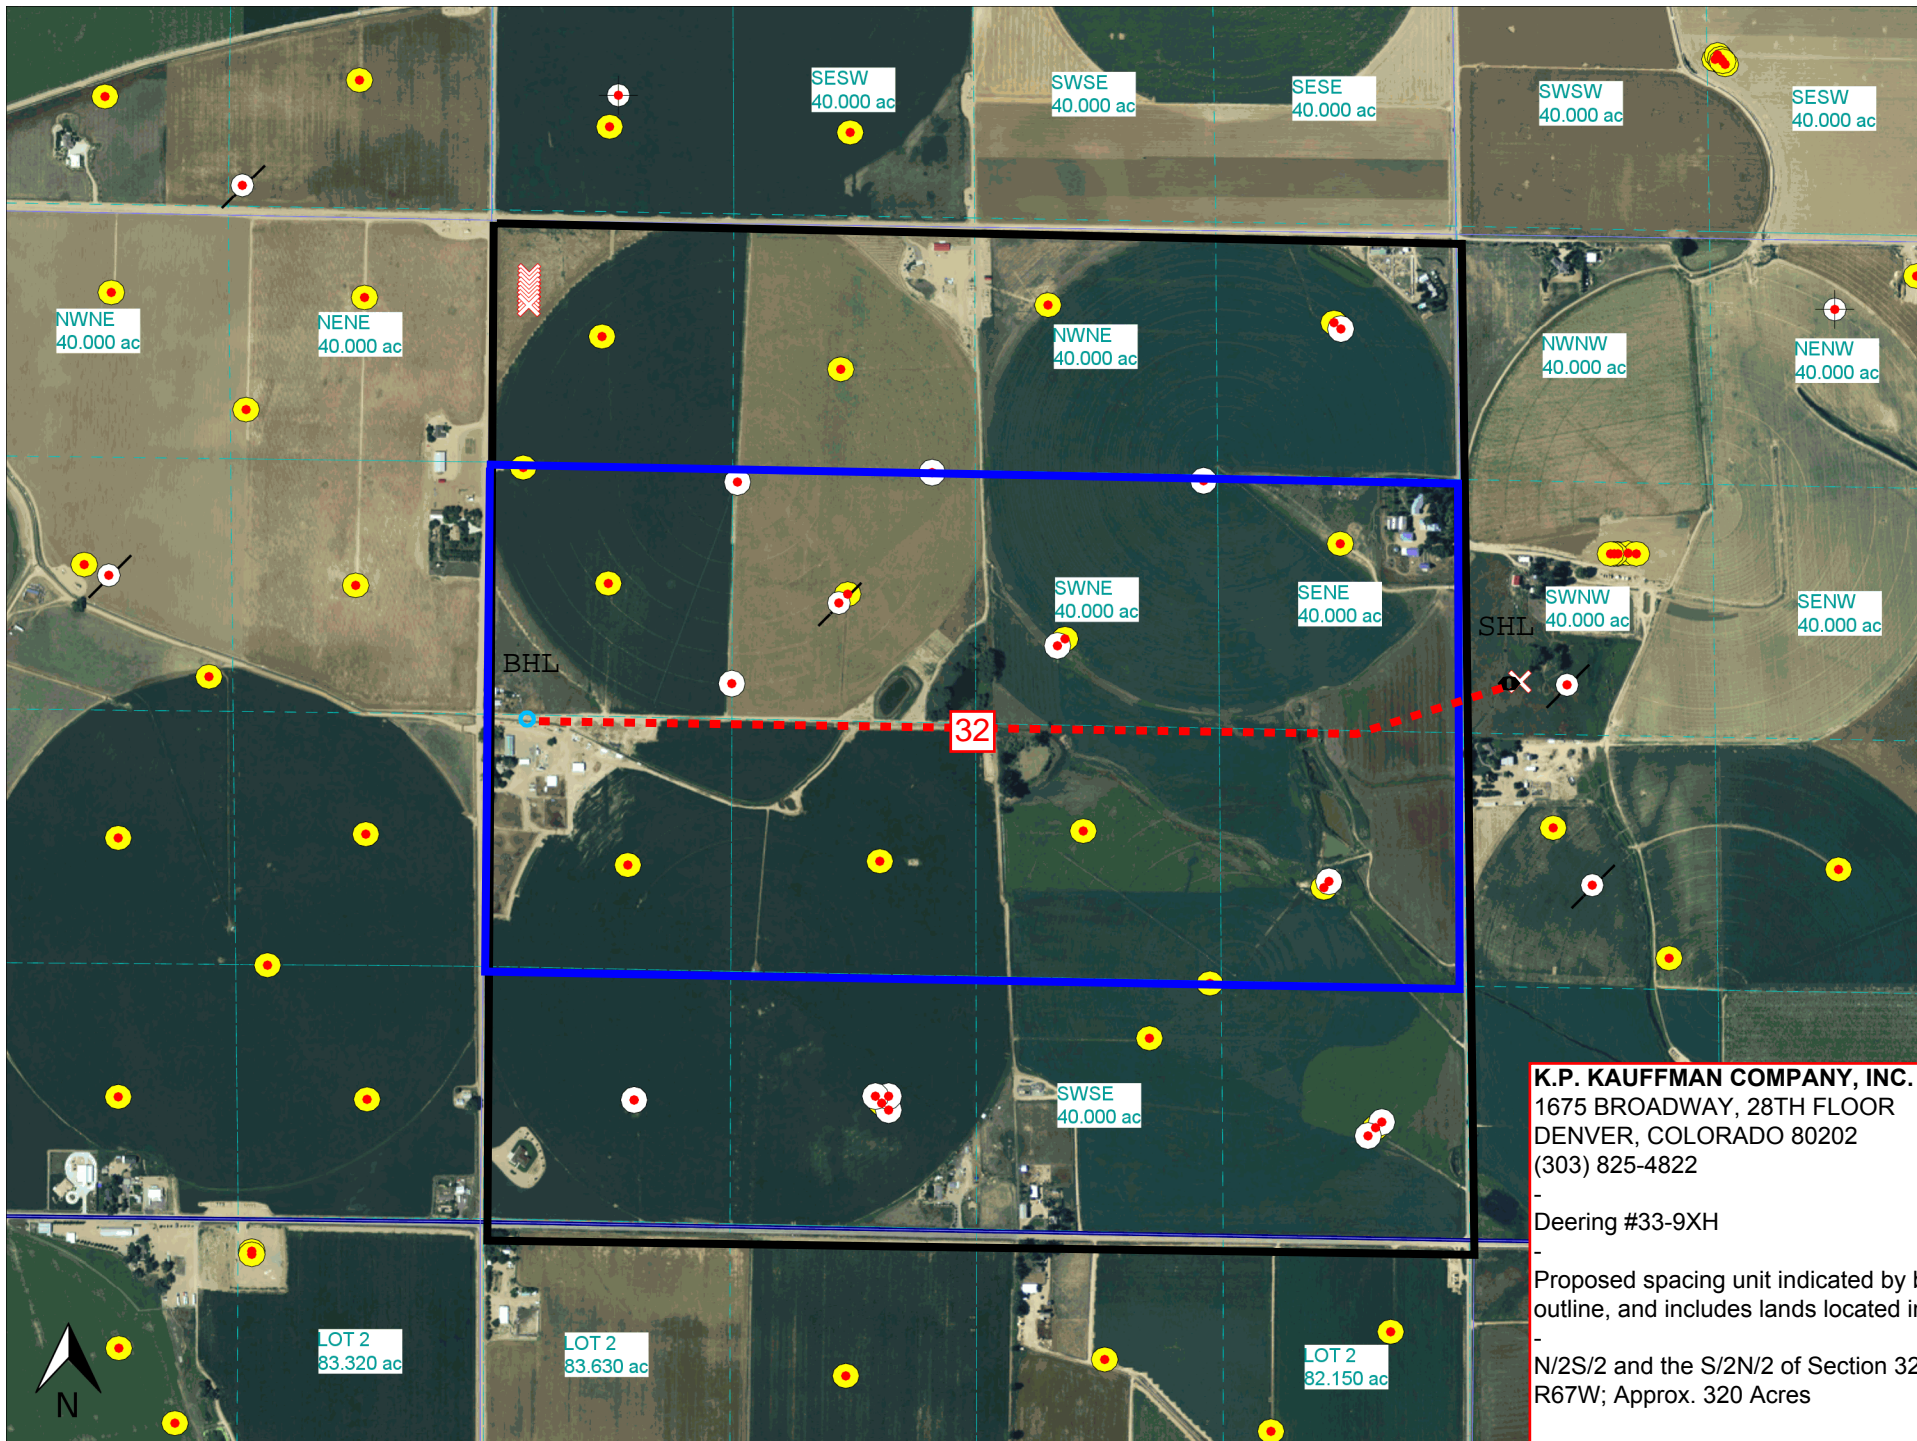 SESW
40.000 ac
SWSE
40.000 ac
SESE
40.000 ac
SWSW
40.000 ac
SESW
40.000 ac
NWNE
40.000 ac
NENE
40.000 ac
NWNE
40.000 ac
NWNW
40.000 ac
NENW
40.000 ac
SWNE
40.000 ac
SENE
40.000 ac
SWNW
40.000 ac
SENW
40.000 ac
SHL
BHL
32
SWSE
40.000 ac
K.P. KAUFFMAN COMPANY, INC.
1675 BROADWAY, 28TH FLOOR
DENVER, COLORADO 80202
(303) 825-4822
-
Deering #33-9XH
-
Proposed spacing unit indicated by
outline, and includes lands located
-
N/2S/2 and the S/2N/2 of Section 32
R67W; Approx. 320 Acres
LOT 2
83.320 ac
LOT 2
83.630 ac
LOT 2
82.150 ac
N